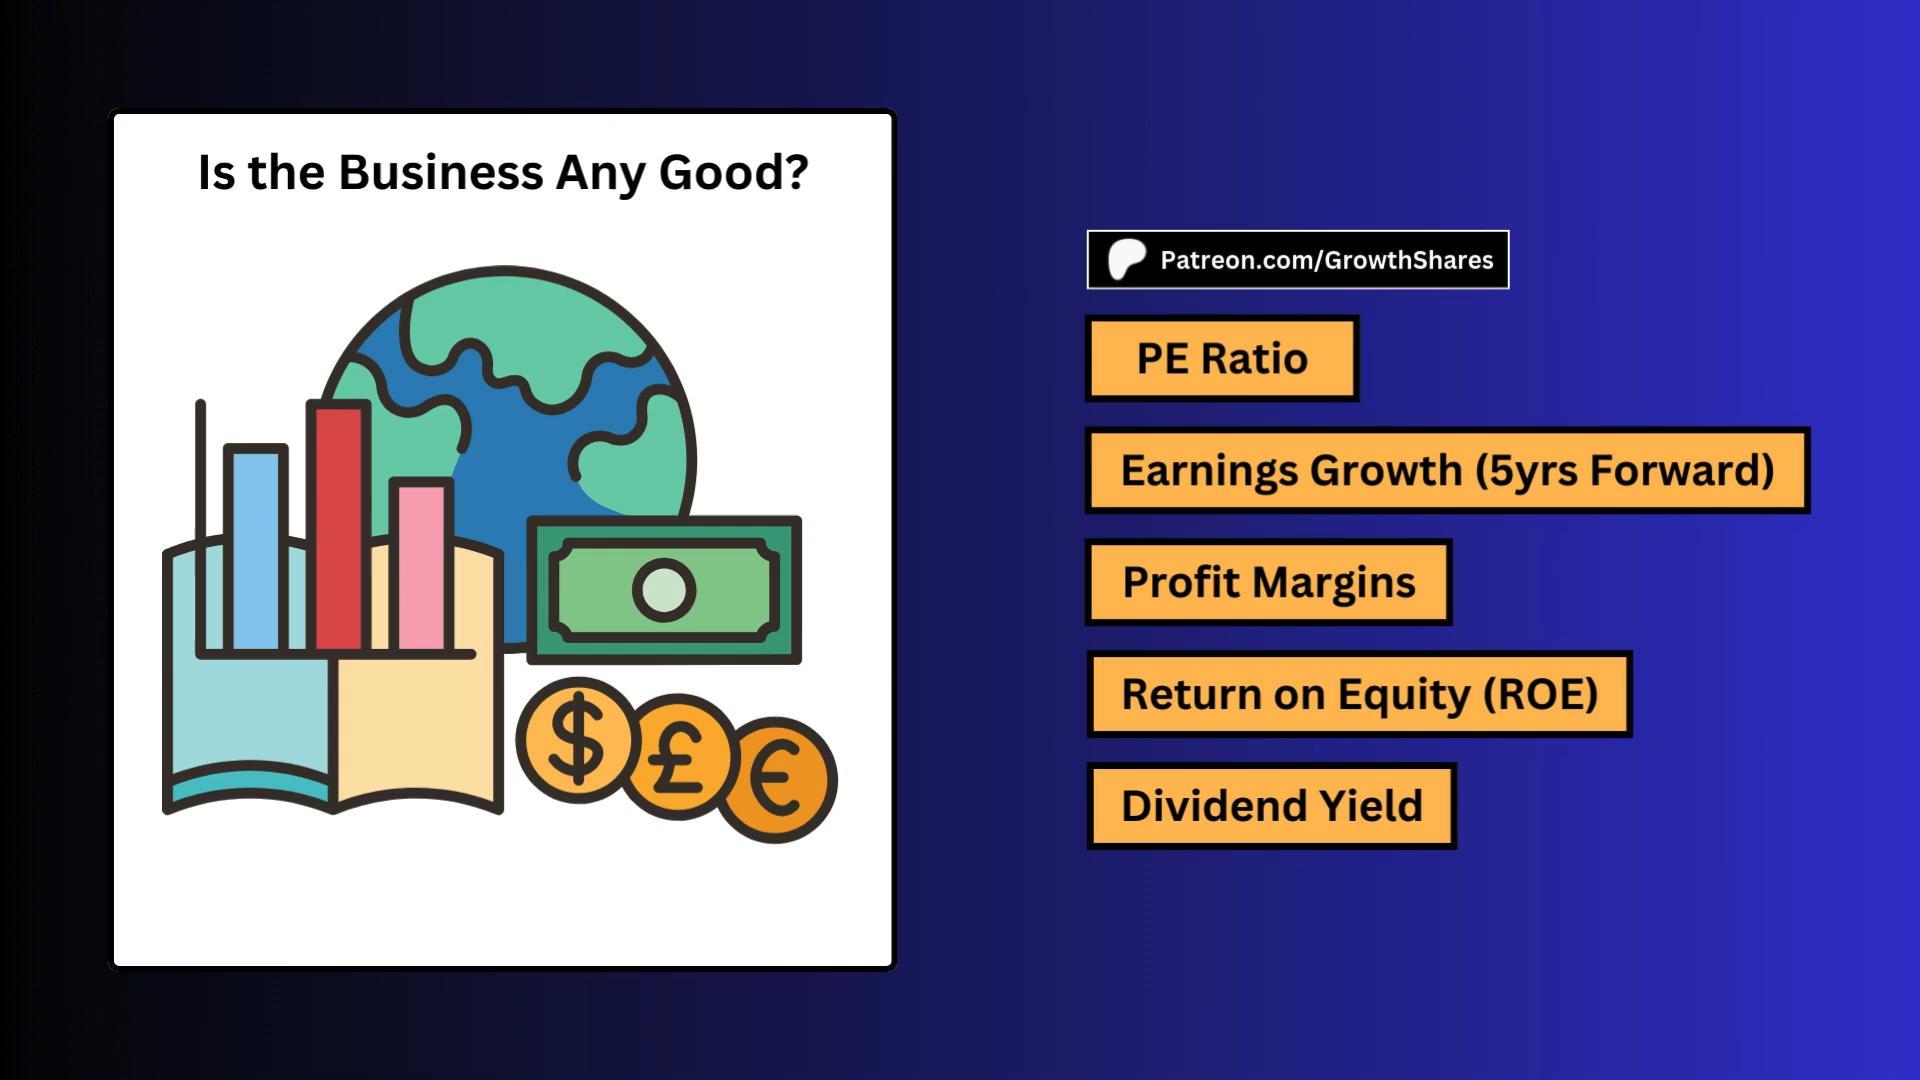 Is the Business Any Good?
$ £ €
Patreon.com/GrowthShares
PE Ratio
Earnings Growth (5yrs Forward)
Profit Margins
Return on Equity (ROE)
Dividend Yield